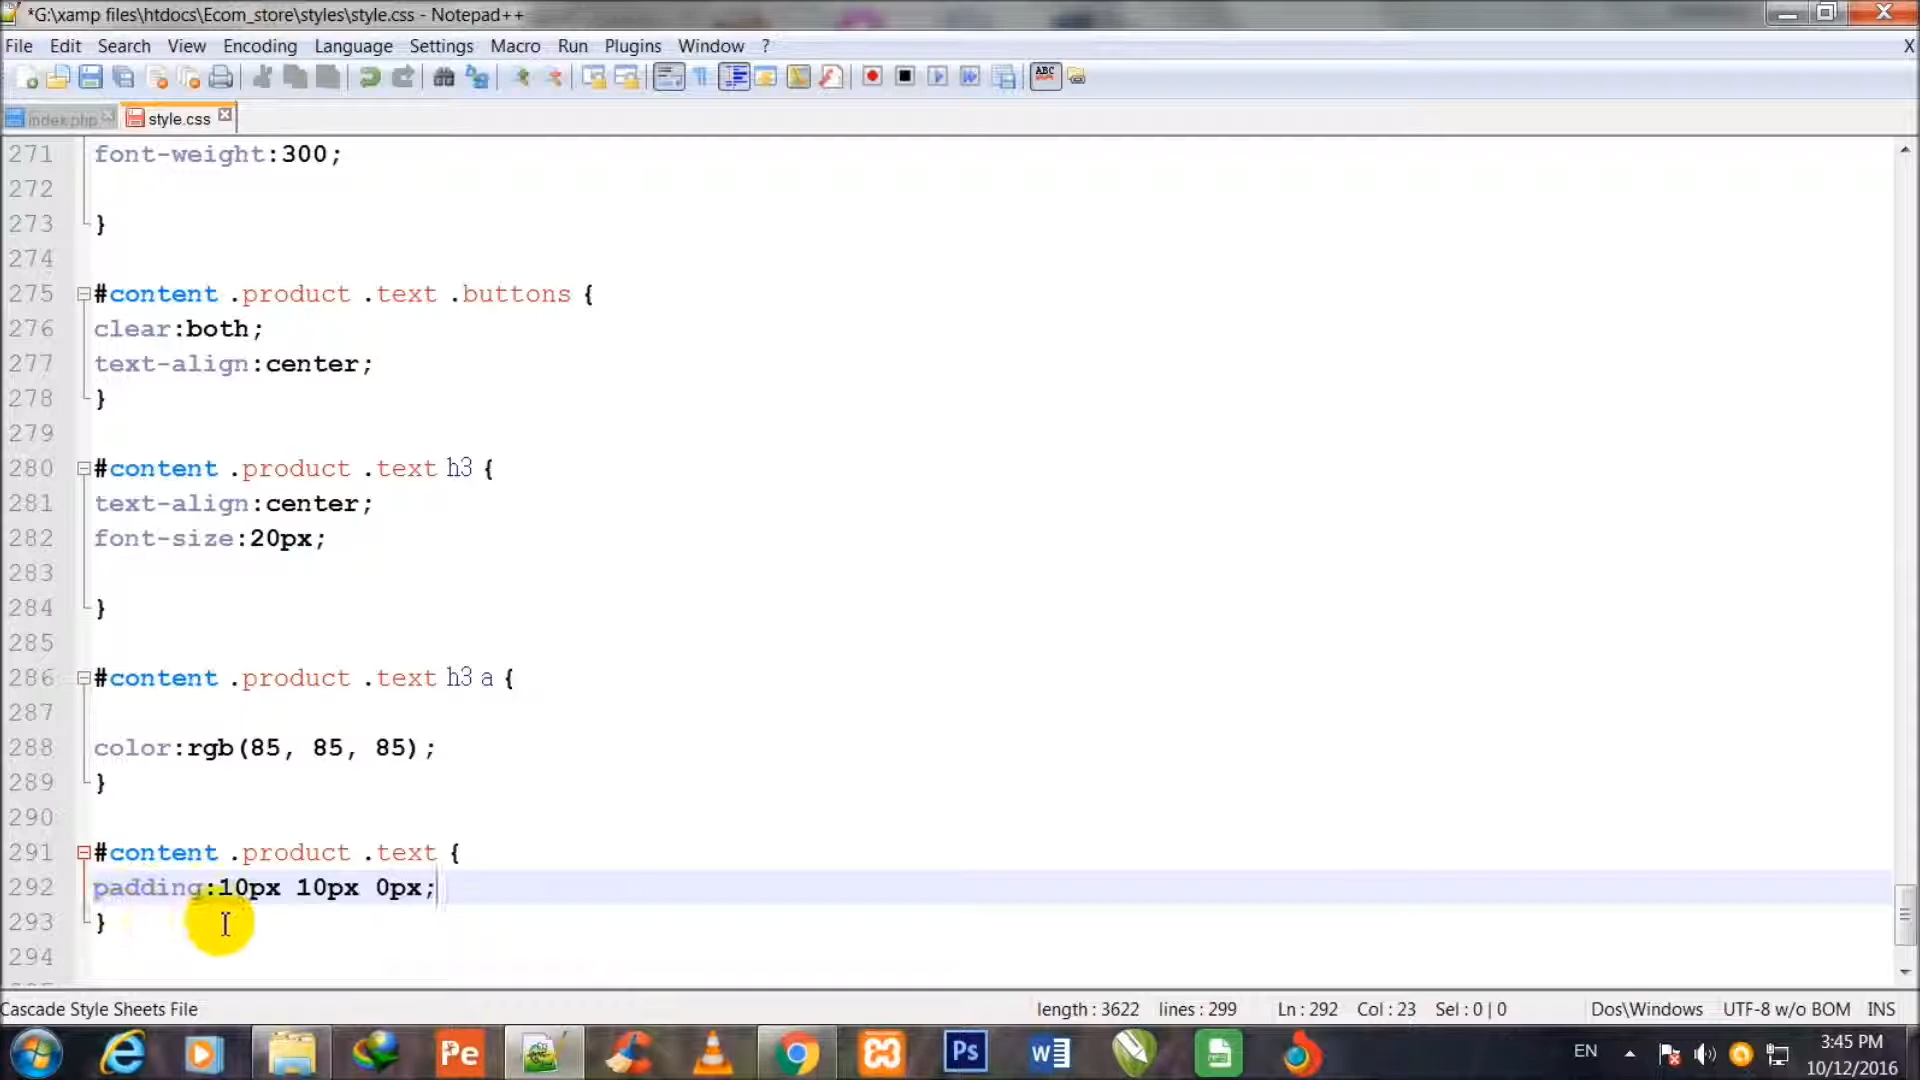 *G:\xamp files\htdocs\Ecom_store\styles\style.css - Notepad++
File Edit Search View Encoding Language Settings Macro Run Plugins Window ? X
ABC
index.php style.css
271 font-weight:300;
272
273 }
274
275 #content .product .text .buttons {
276 clear:both;
277 text-align:center;
278 }
279
280 #content .product .text h3 {
281 text-align:center;
282 font-size:20px;
283
284 }
285
286 #content .product .text h3 a {
287
288 color:rgb(85, 85, 85);
289 }
290
291 #content .product .text {
292 padding:10px 10px 0px;
293 }
294
Cascade Style Sheets File length : 3622 lines : 299 Ln : 292 Col : 23 Sel : 0 | 0 Dos\Windows UTF-8 w/o BOM INS
Pe Ps W EN 3:45 PM
10/12/2016